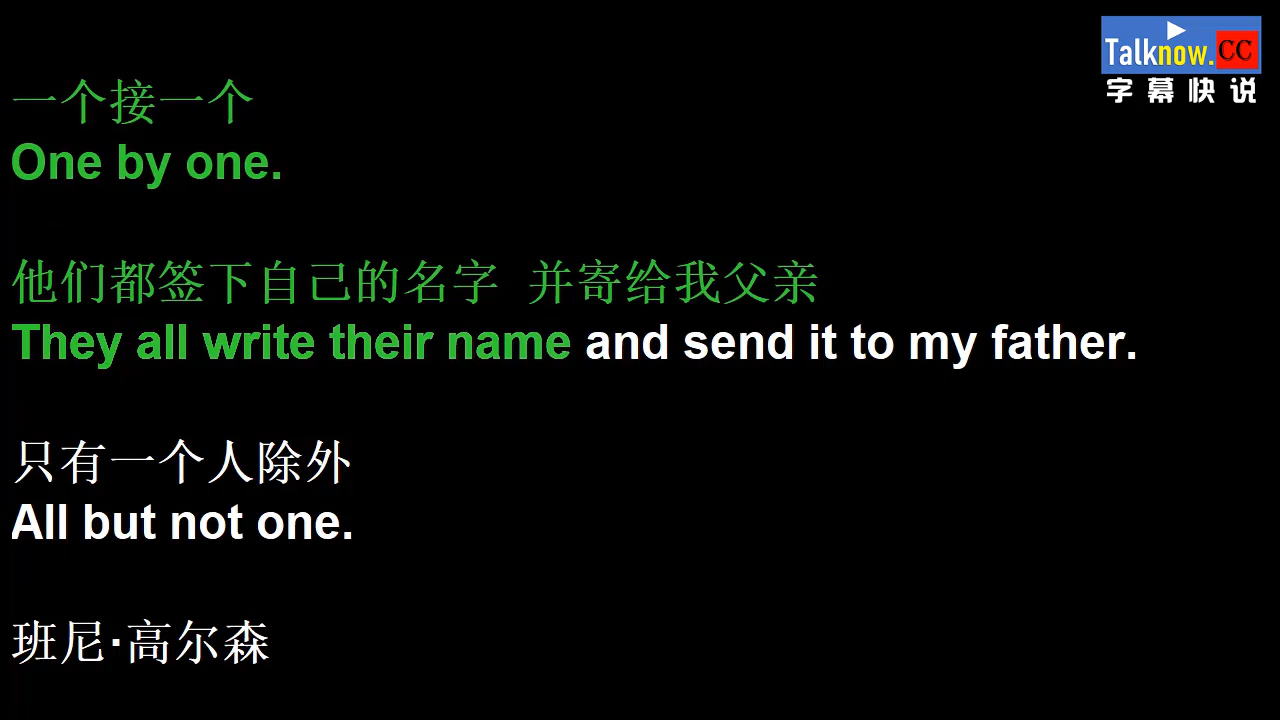 Talknow.CC
字幕快说
一个接一个
One by one.
他们都签下自己的名字 并寄给我父亲
They all write their name and send it to my father.
只有一个人除外
All but not one.
班尼·高尔森